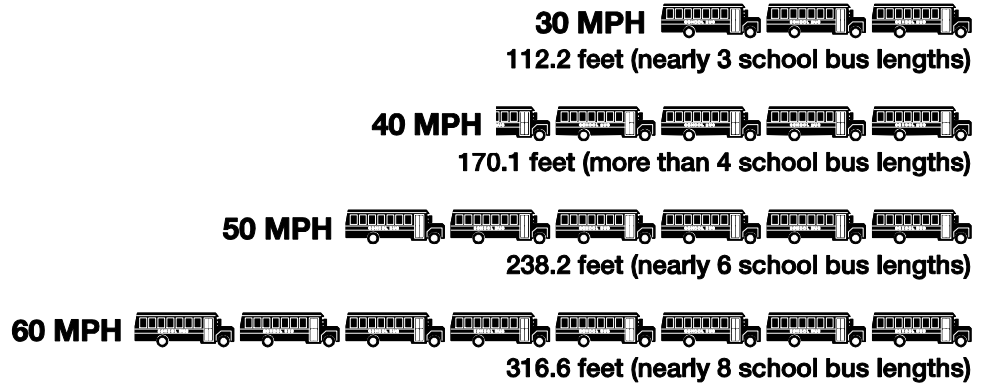 30 MPH
112.2 feet (nearly 3 school bus lengths)
40 MPH
170.1 feet (more than 4 school bus lengths)
50 MPH
238.2 feet (nearly 6 school bus lengths)
60 MPH
316.6 feet (nearly 8 school bus lengths)